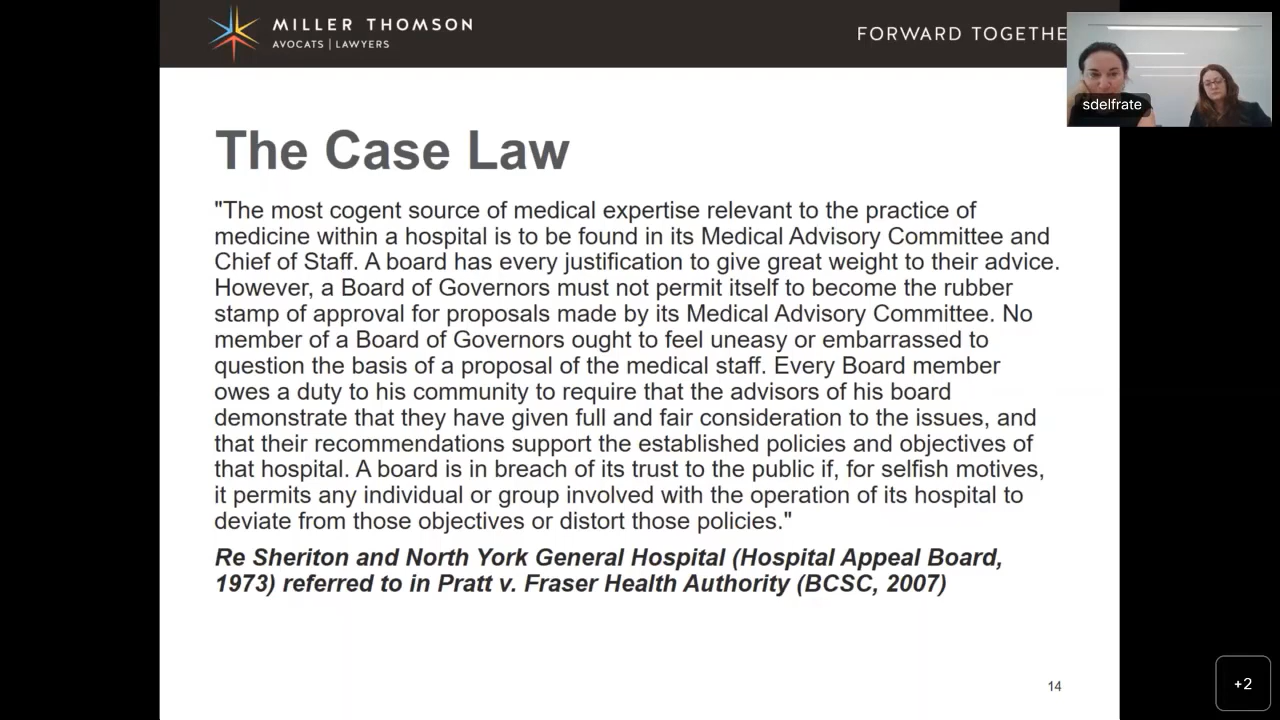 MILLER THOMSON
AVOCATS | LAWYERS
FORWARD TOGETHE
sdelfrate
The Case Law
"The most cogent source of medical expertise relevant to the practice of
medicine within a hospital is to be found in its Medical Advisory Committee and
Chief of Staff. A board has every justification to give great weight to their advice.
However, a Board of Governors must not permit itself to become the rubber
stamp of approval for proposals made by its Medical Advisory Committee. No
member of a Board of Governors ought to feel uneasy or embarrassed to
question the basis of a proposal of the medical staff. Every Board member
owes a duty to his community to require that the advisors of his board
demonstrate that they have given full and fair consideration to the issues, and
that their recommendations support the established policies and objectives of
that hospital. A board is in breach of its trust to the public if, for selfish motives,
it permits any individual or group involved with the operation of its hospital to
deviate from those objectives or distort those policies."
Re Sheriton and North York General Hospital (Hospital Appeal Board,
1973) referred to in Pratt v. Fraser Health Authority (BCSC, 2007)
14
+2